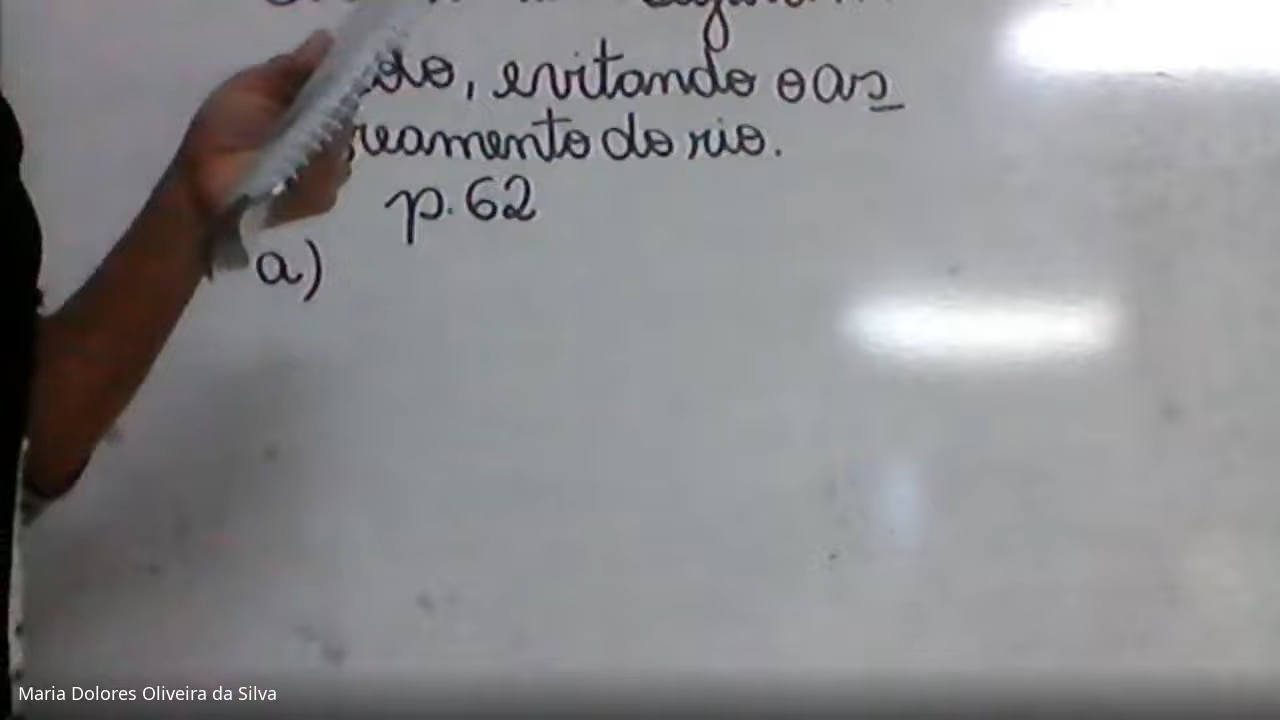 , evitando o as
reamento do rio.
p. 62
a)
Maria Dolores Oliveira da Silva